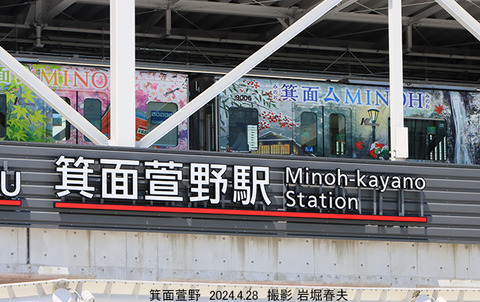 MINOH
箕面 MINOH
U
箕面萱野駅
Minoh-kayano
Station
箕面萱野 2024.4.28 撮影 岩堀春夫